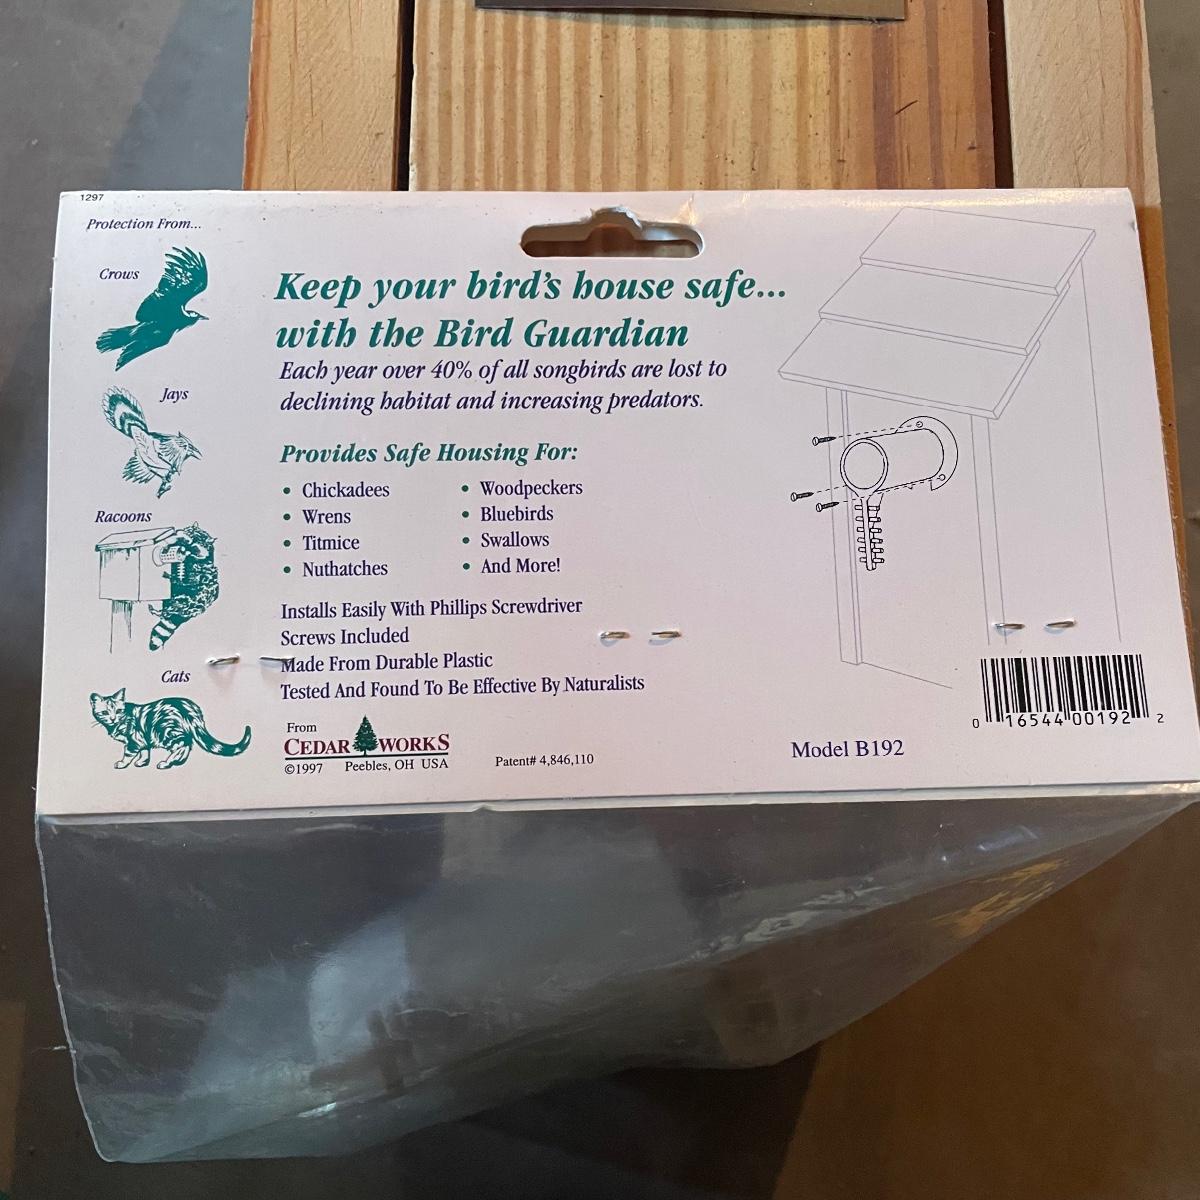 1297
Protection From...
Crows
Jays
Racoons
Cats
Keep your bird's house safe...
with the Bird Guardian
Each year over 40% of all songbirds are lost to
declining habitat and increasing predators.
Provides Safe Housing For:
• Chickadees
• Wrens
• Titmice
• Nuthatches
• Woodpeckers
• Bluebirds
• Swallows
• And More!
Installs Easily With Phillips Screwdriver
Screws Included
Made From Durable Plastic
Tested And Found To Be Effective By Naturalists
From
CEDAR WORKS
©1997 Peebles, OH USA
Patent# 4,846,110
Model B192
0 16544 00192 2